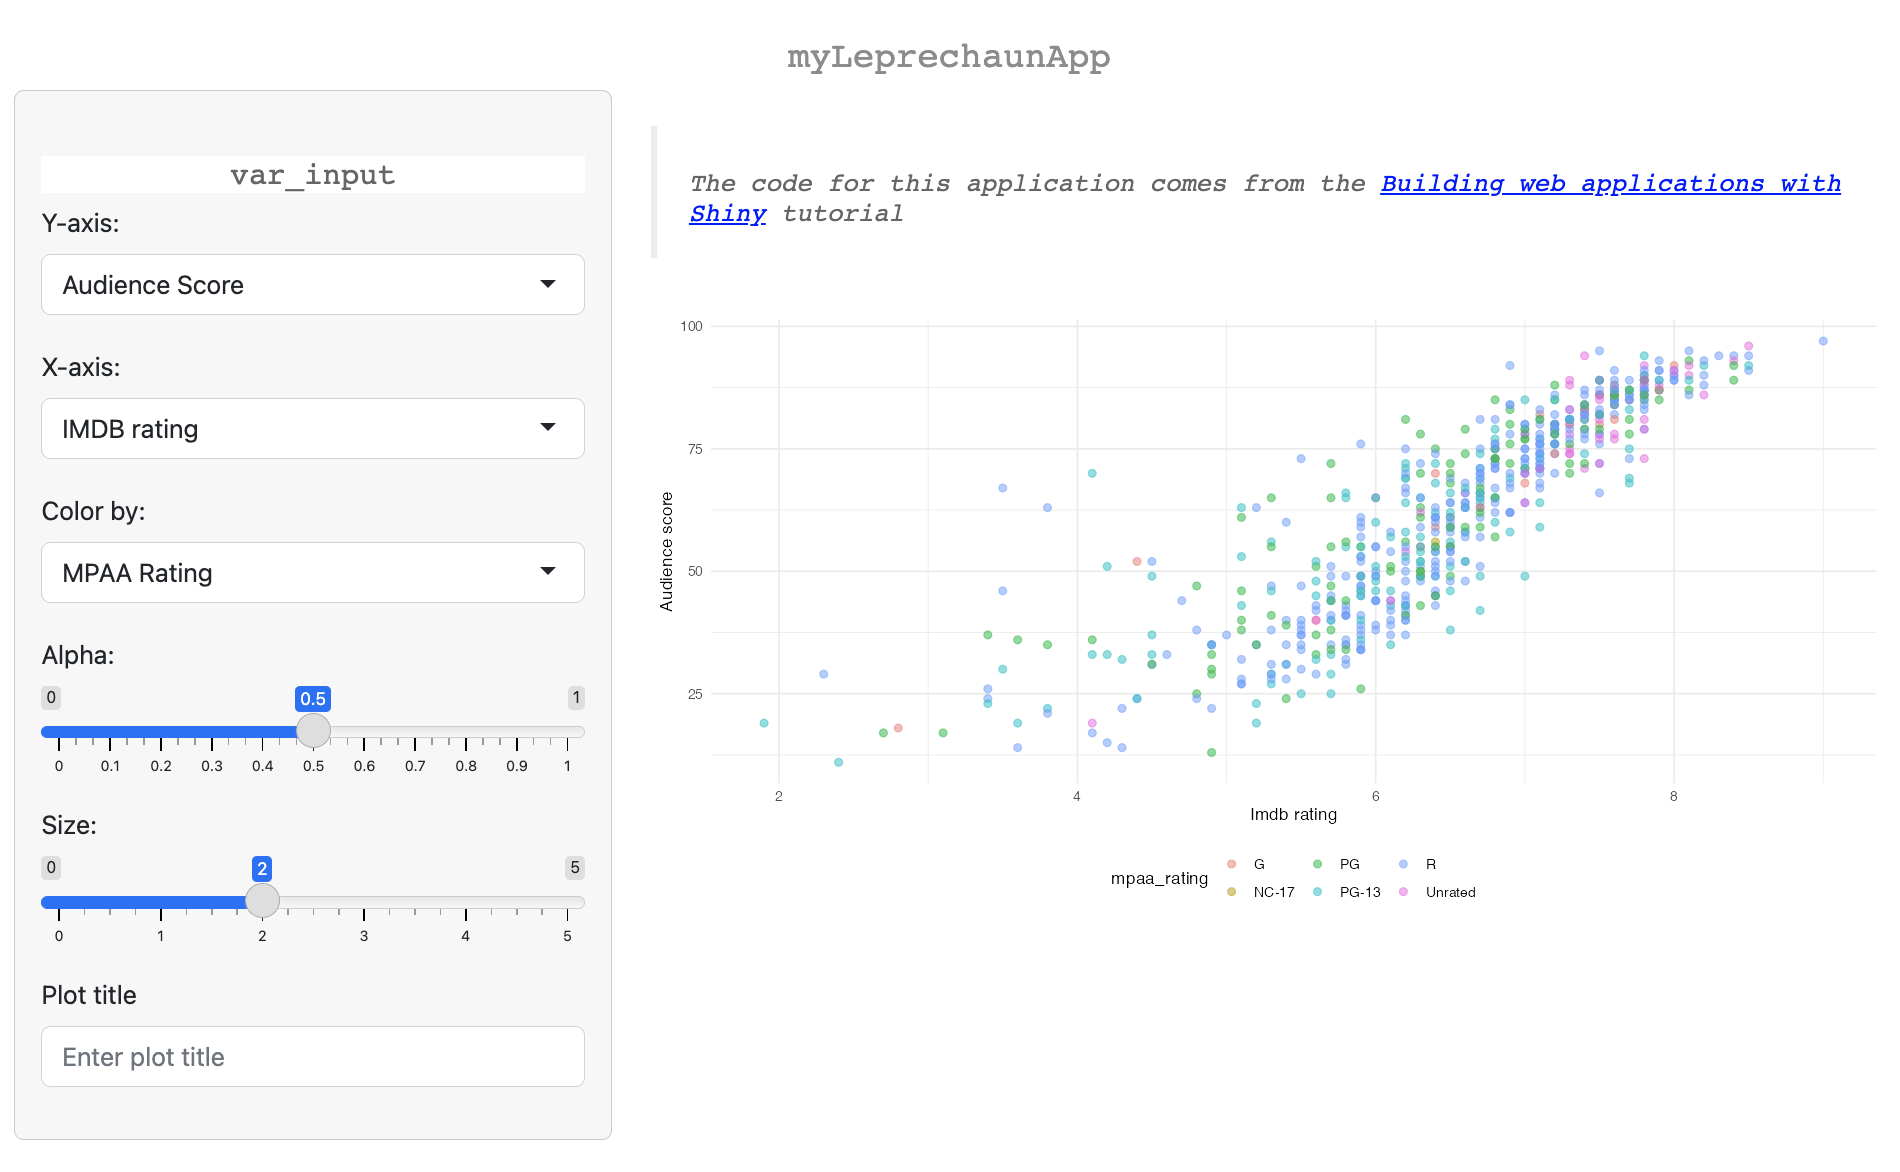 myLeprechaunApp
var_input
Y-axis:
Audience Score
X-axis:
IMDB rating
Color by:
MPAA Rating
Alpha:
0 0.5 1
0 0.1 0.2 0.3 0.4 0.5 0.6 0.7 0.8 0.9 1
Size:
0 2 5
0 1 2 3 4 5
Plot title
Enter plot title
The code for this application comes from the Building web applications with
Shiny tutorial
100
75
50
25
Audience score
2 4 6 8
Imdb rating
mpaa_rating
G PG R
NC-17 PG-13 Unrated